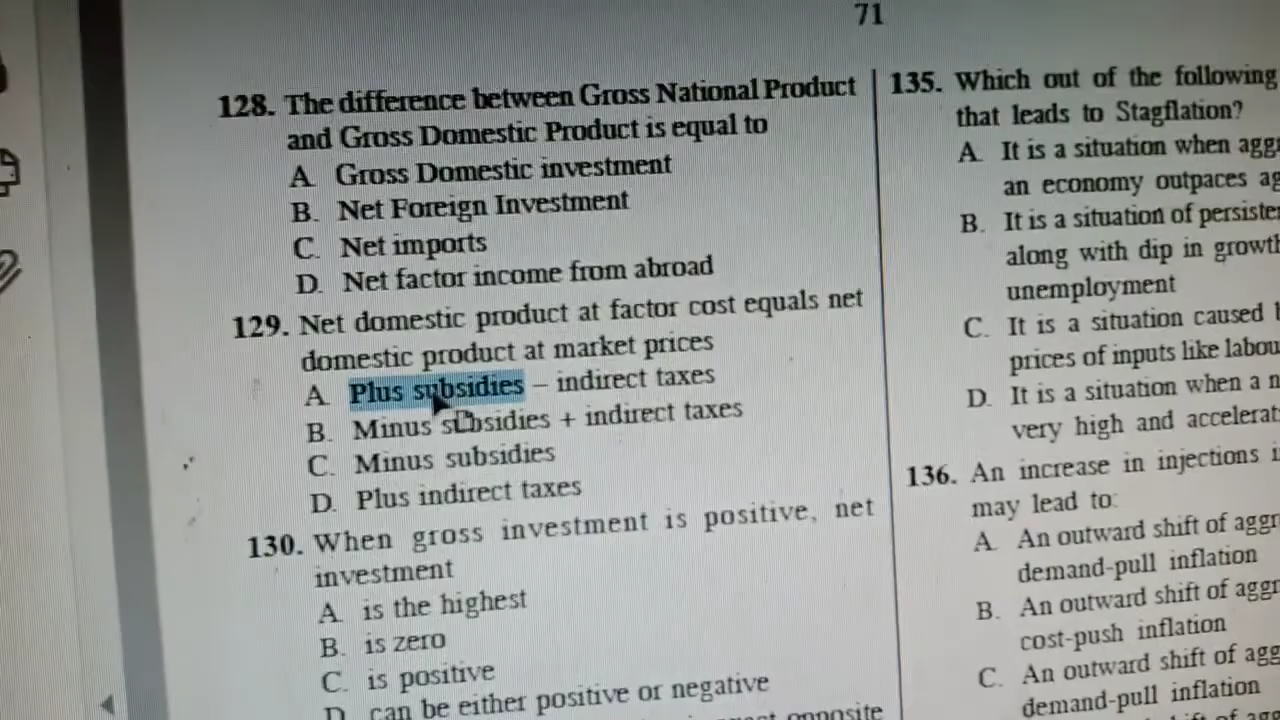 71
128. The difference between Gross National Product
and Gross Domestic Product is equal to
A. Gross Domestic investment
B. Net Foreign Investment
C. Net imports
D. Net factor income from abroad
129. Net domestic product at factor cost equals net
domestic product at market prices
A. Plus subsidies – indirect taxes
B. Minus subsidies + indirect taxes
C. Minus subsidies
D. Plus indirect taxes
130. When gross investment is positive, net
investment
A. is the highest
B. is zero
C. is positive
D. can be either positive or negative
opposite
135. Which out of the following
that leads to Stagflation?
A. It is a situation when
an economy outpaces
B. It is a situation of
along with dip in
unemployment
C. It is a situation caused
prices of inputs like
D. It is a situation when a
very high and
136. An increase in injections
may lead to:
A. An outward shift of
demand-pull inflation
B. An outward shift of
cost-push inflation
C. An outward shift of
demand-pull inflation